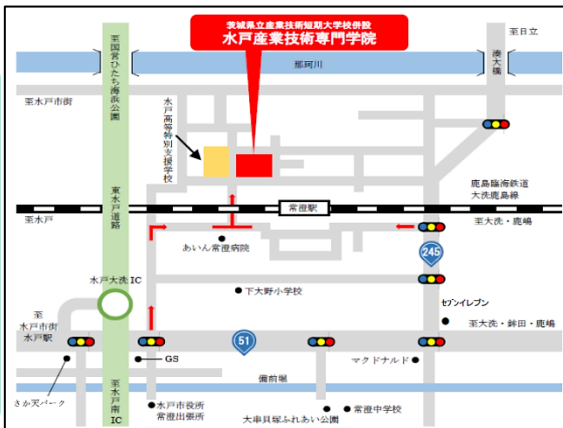 茨城県立産業技術短期大学校併設
水戸産業技術専門学院
至日立
至国営ひたち海浜公園
那珂川
湊大橋
至水戸市街
水戸高等特別支援学校
鹿島臨海鉄道
大洗鹿島線
東水戸道路
至水戸
常澄駅
至大洗・鹿嶋
あいん常澄病院
245
水戸大洗IC
下大野小学校
セブンイレブン
至
水戸市街
水戸駅
至大洗・鉾田・鹿嶋
51
GS
マクドナルド
さか天パーク
備前堀
至水戸南IC
水戸市役所
常澄出張所
大串貝塚ふれあい公園
常澄中学校